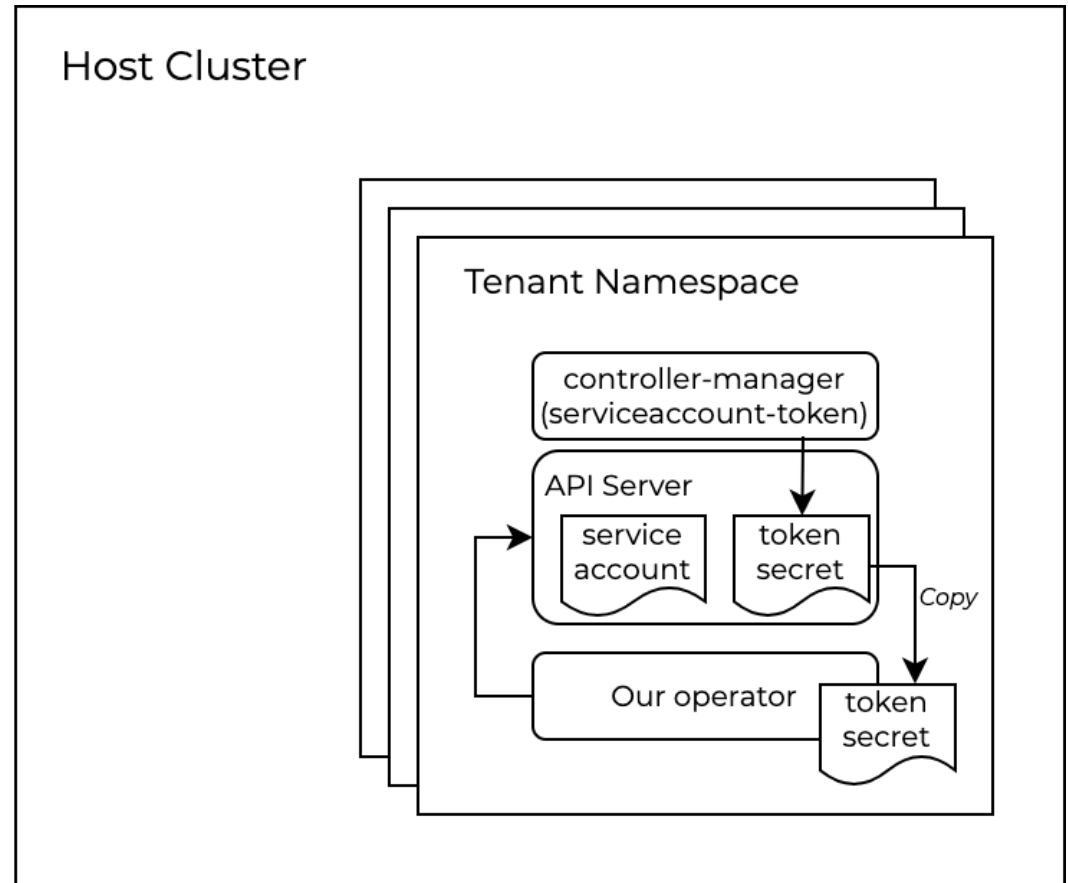 Host Cluster
Tenant Namespace
controller-manager
(serviceaccount-token)
API Server
service
account
token
secret
Copy
Our operator
token
secret